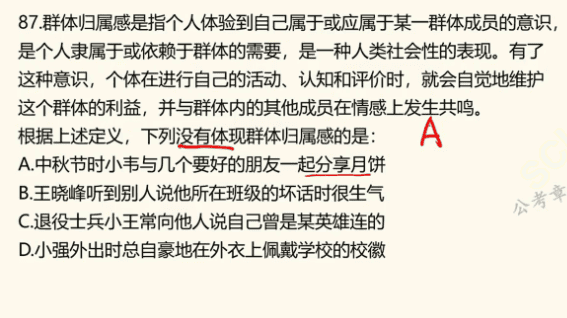 87.群体归属感是指个人体验到自己属于或应属于某一群体成员的意识，
是个人隶属于或依赖于群体的需要，是一种人类社会性的表现。有了
这种意识，个体在进行自己的活动、认知和评价时，就会自觉地维护
这个群体的利益，并与群体内的其他成员在情感上发生共鸣。
根据上述定义，下列没有体现群体归属感的是：
A
A.中秋节时小韦与几个要好的朋友一起分享月饼
B.王晓峰听到别人说他所在班级的坏话时很生气
C.退役士兵小王常向他人说自己曾是某英雄连的
D.小强外出时总自豪地在外衣上佩戴学校的校徽
公考章